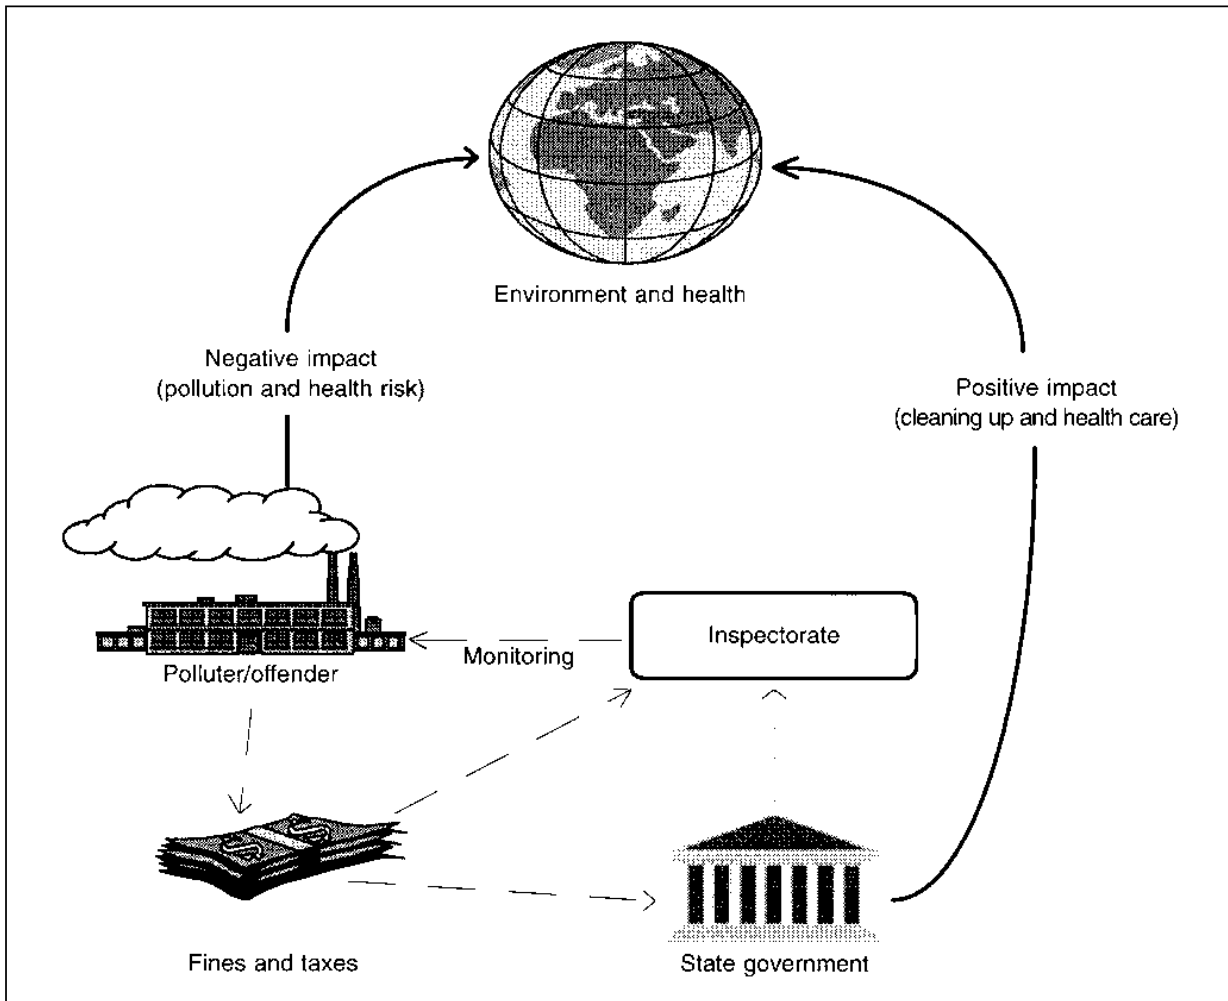 Environment and health
Negative impact
(pollution and health risk)
Positive impact
(cleaning up and health care)
Inspectorate
Monitoring
Polluter/offender
Fines and taxes
State government